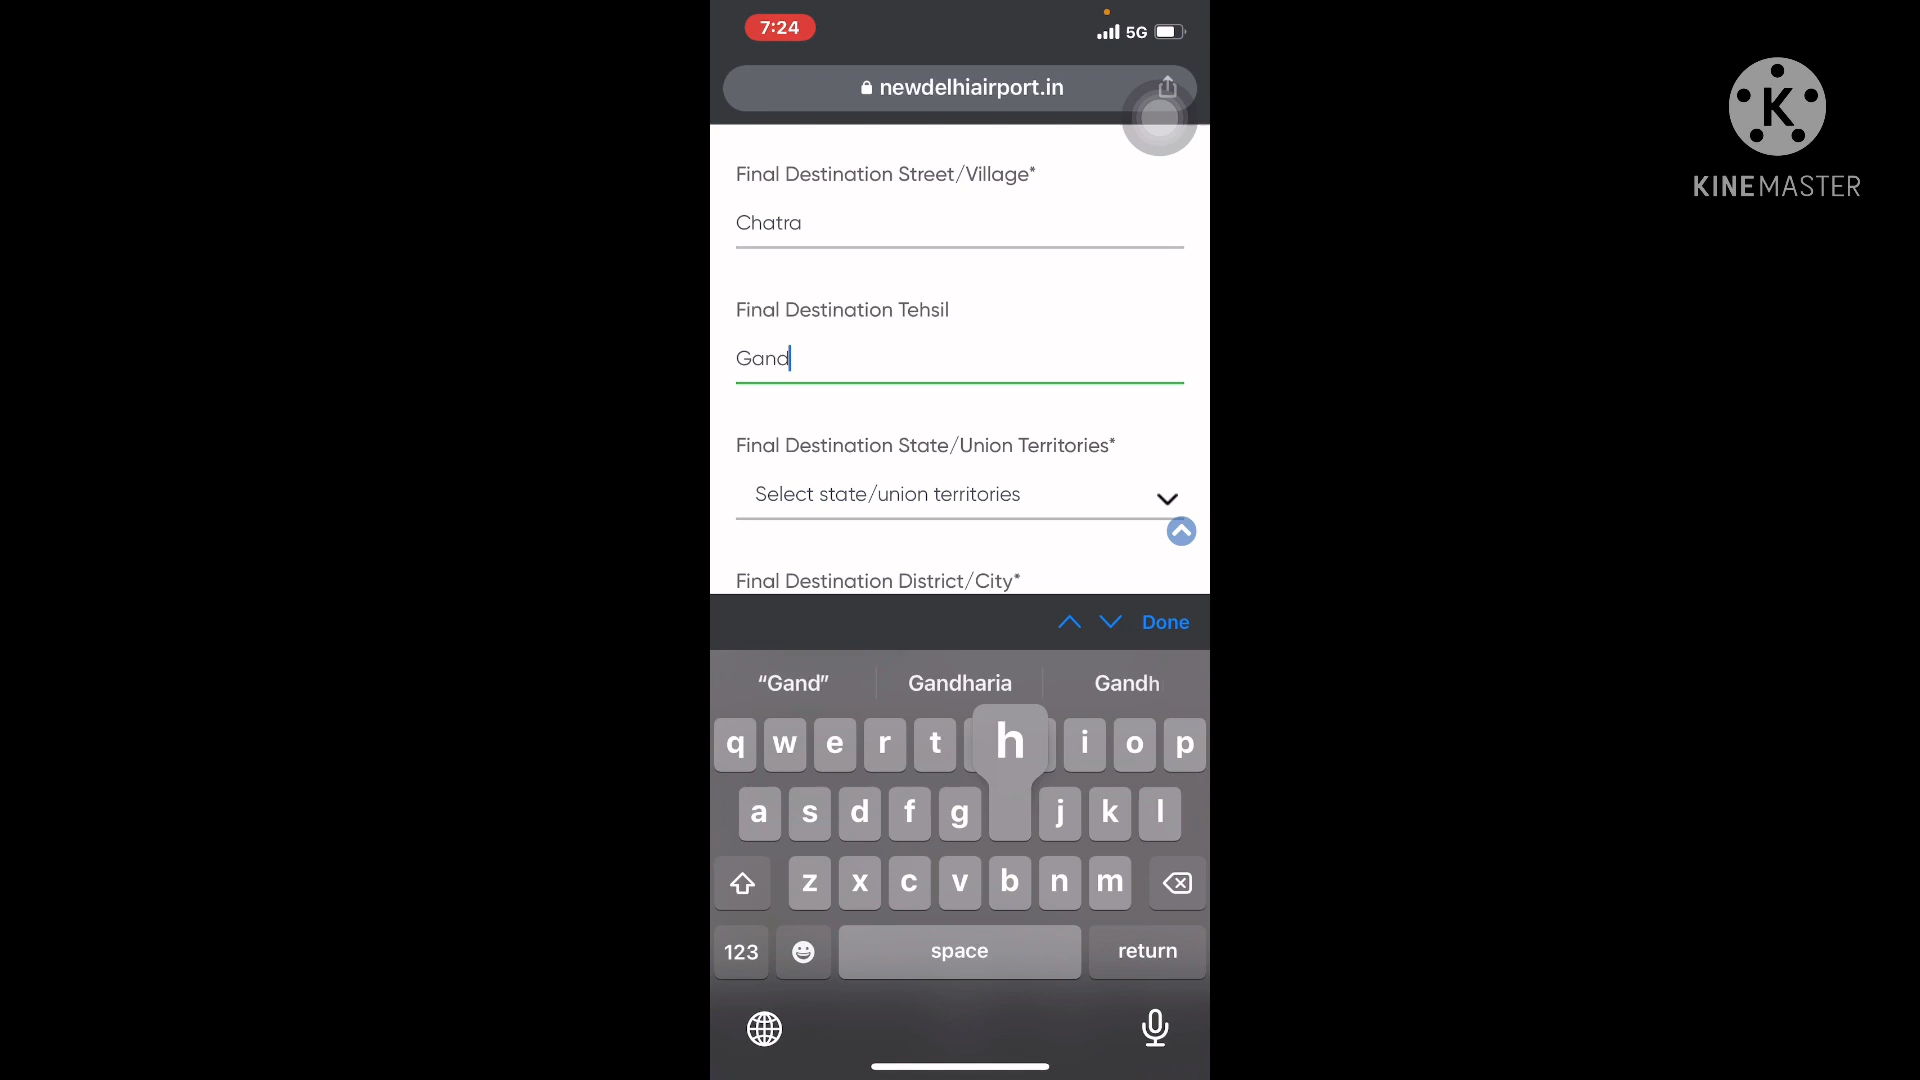 7:24
5G
newdelhiairport.in
K
KINEMASTER
Final Destination Street/Village*
Chatra
Final Destination Tehsil
Gand
Final Destination State/Union Territories*
Select state/union territories
Final Destination District/City*
Done
“Gand” Gandharia Gandh
q w e r t h i o p
a s d f g j k l
z x c v b n m
123 space return